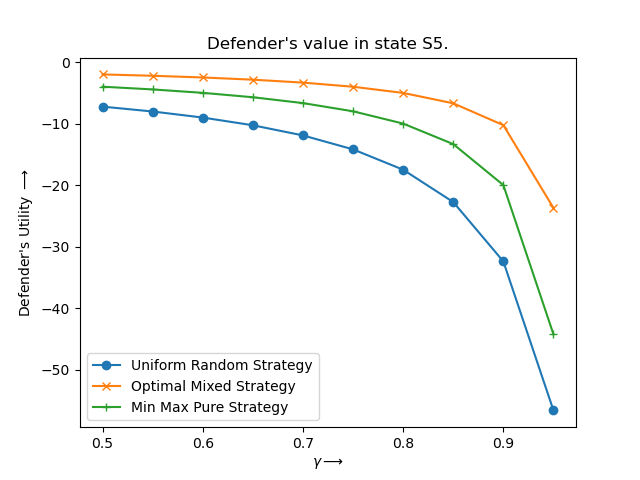 Defender's value in state S5.
Defender's Utility ⟶
0
−10
−20
−30
−40
−50
Uniform Random Strategy
Optimal Mixed Strategy
Min Max Pure Strategy
0.5 0.6 0.7 0.8 0.9
γ⟶